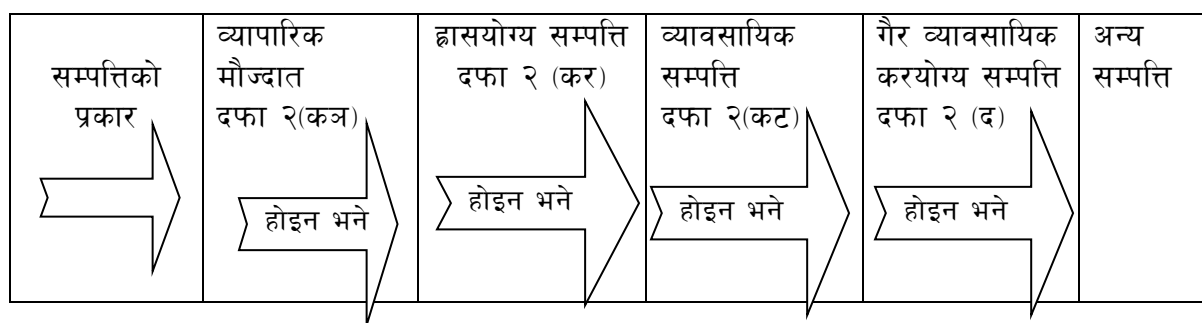 सम्पत्तिको
प्रकार
व्यापारिक
मौज्दात
दफा २(कञ)
होइन भने
ह्रासयोग्य सम्पत्ति
दफा २ (कर)
होइन भने
व्यावसायिक
सम्पत्ति
दफा २(कट)
होइन भने
गैर व्यावसायिक
करयोग्य सम्पत्ति
दफा २ (द)
होइन भने
अन्य
सम्पत्ति